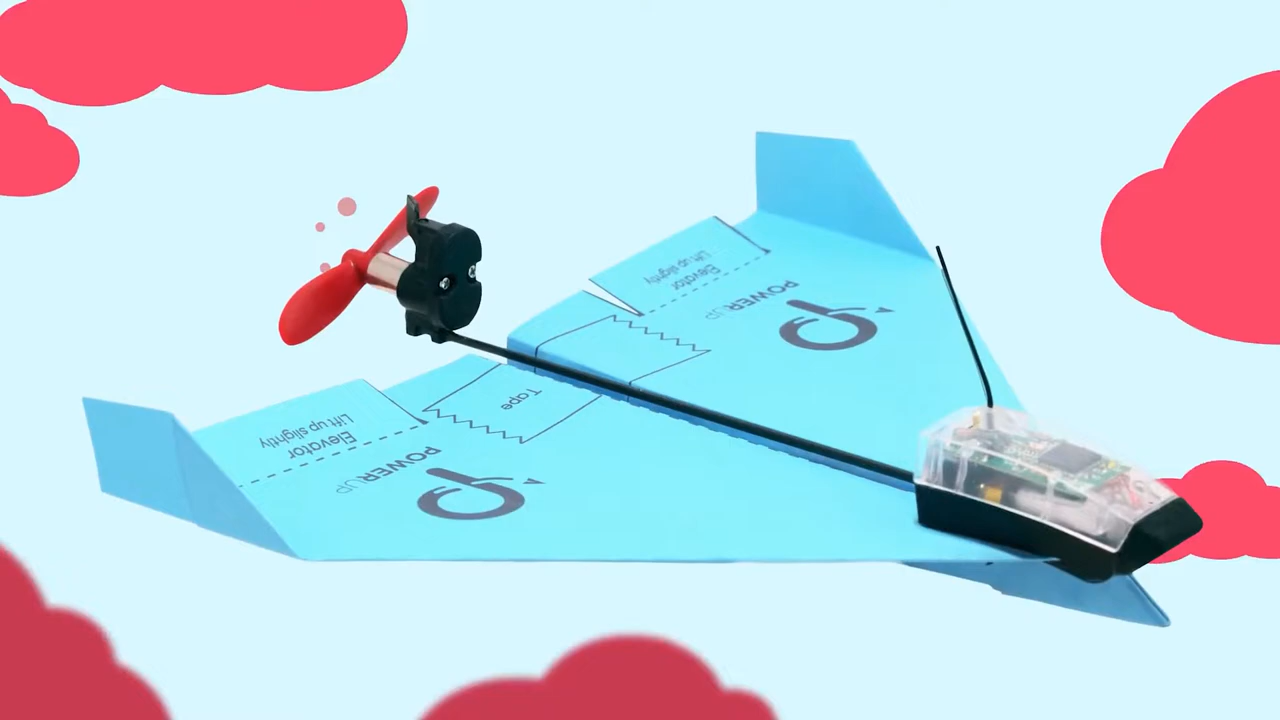 Elevator
Lift up slightly
POWERUP
Tape
Elevator
Lift up slightly
POWERUP